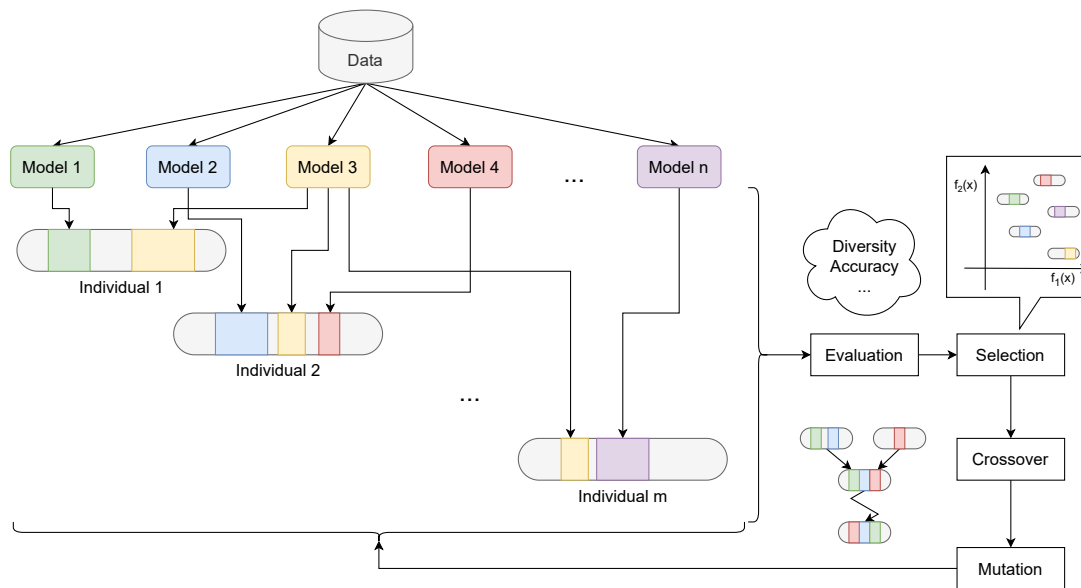 Data
Model 1
Model 2
Model 3
Model 4
...
Model n
Individual 1
Individual 2
...
Individual m
Diversity
Accuracy
...
f2(x)
f1(x)
Evaluation
Selection
Crossover
Mutation